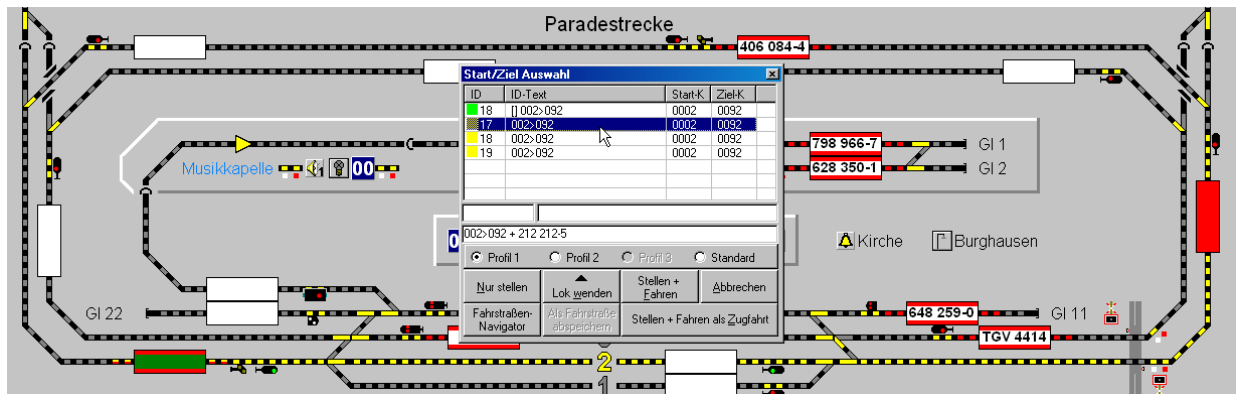 Paradestrecke
406 084-4
Start/Ziel Auswahl
ID ID-Text Start-K Ziel-K
18 [] 002>092 0002 0092
17 002>092 0002 0092
18 002>092 0002 0092
19 002>092 0002 0092
798 966-7 Gl 1
Musikkapelle 00
628 350-1 Gl 2
002>092 + 212 212-5
0
Kirche Burghausen
Profil 1 Profil 2 Profil 3 Standard
Nur stellen Lok wenden Stellen + Fahren Abbrechen
Fahrstraßen-Navigator Als Fahrstraße abspeichern Stellen + Fahren als Zugfahrt
Gl 22
648 259-0 Gl 11
TGV 4414
2
1